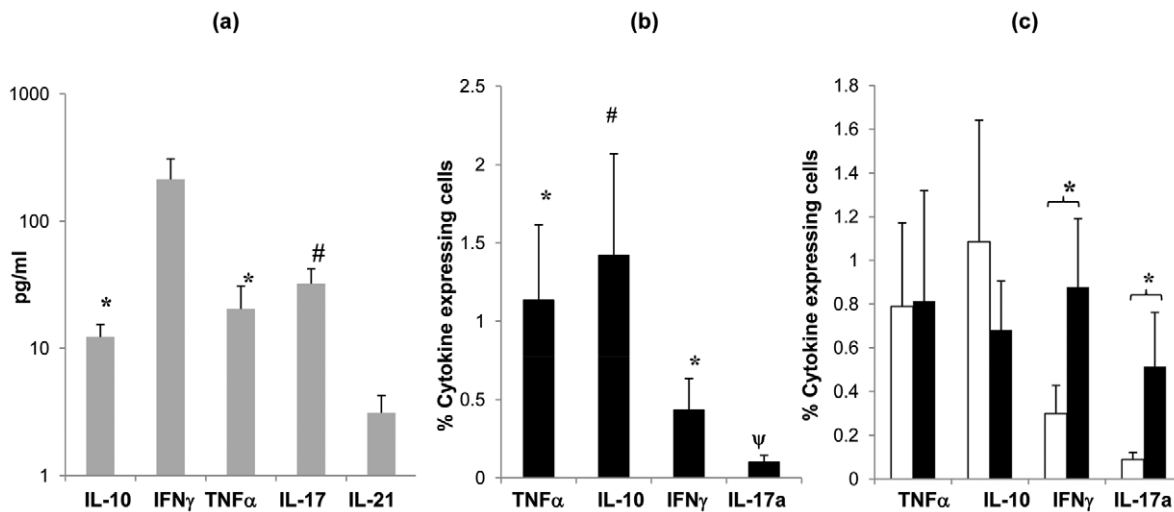 (a)
(b)
(c)
pg/ml
1000
100
10
1
*
*
#
IL-10 IFNγ TNFα IL-17 IL-21
% Cytokine expressing cells
2.5
2
1.5
1
0.5
0
*
#
*
ψ
TNFα IL-10 IFNγ IL-17a
% Cytokine expressing cells
1.8
1.6
1.4
1.2
1
0.8
0.6
0.4
0.2
0
*
*
TNFα IL-10 IFNγ IL-17a